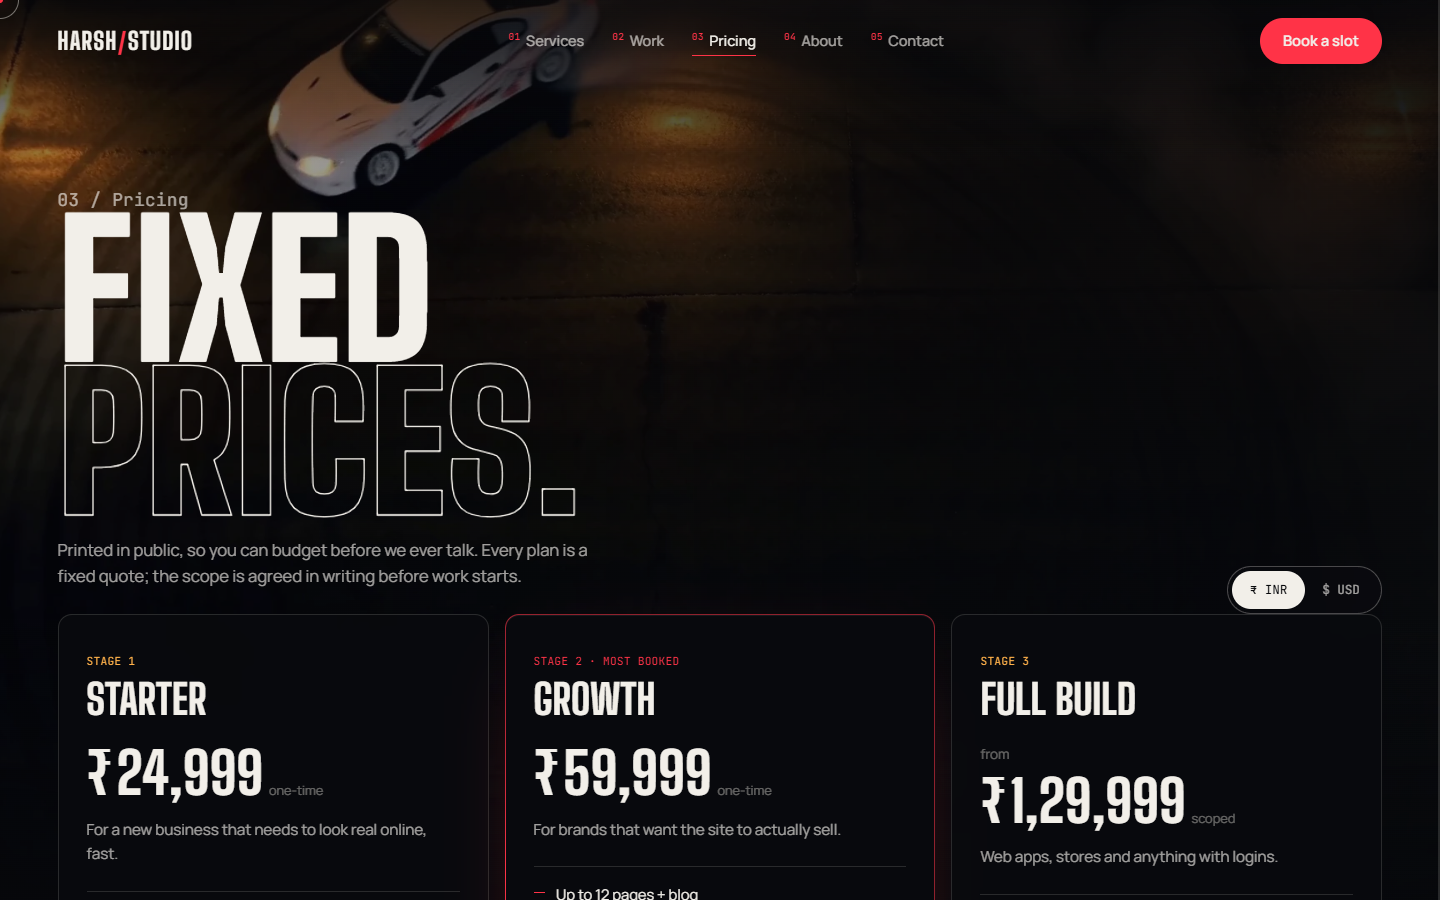 HARSH/STUDIO
01 Services
02 Work
03 Pricing
04 About
05 Contact
Book a slot
03 / Pricing
FIXED
PRICES.
Printed in public, so you can budget before we ever talk. Every plan is a
fixed quote; the scope is agreed in writing before work starts.
₹ INR
$ USD
STAGE 1
STARTER
₹24,999 one-time
For a new business that needs to look real online,
fast.
STAGE 2 · MOST BOOKED
GROWTH
₹59,999 one-time
For brands that want the site to actually sell.
— Up to 12 pages + blog
STAGE 3
FULL BUILD
from
₹1,29,999 scoped
Web apps, stores and anything with logins.